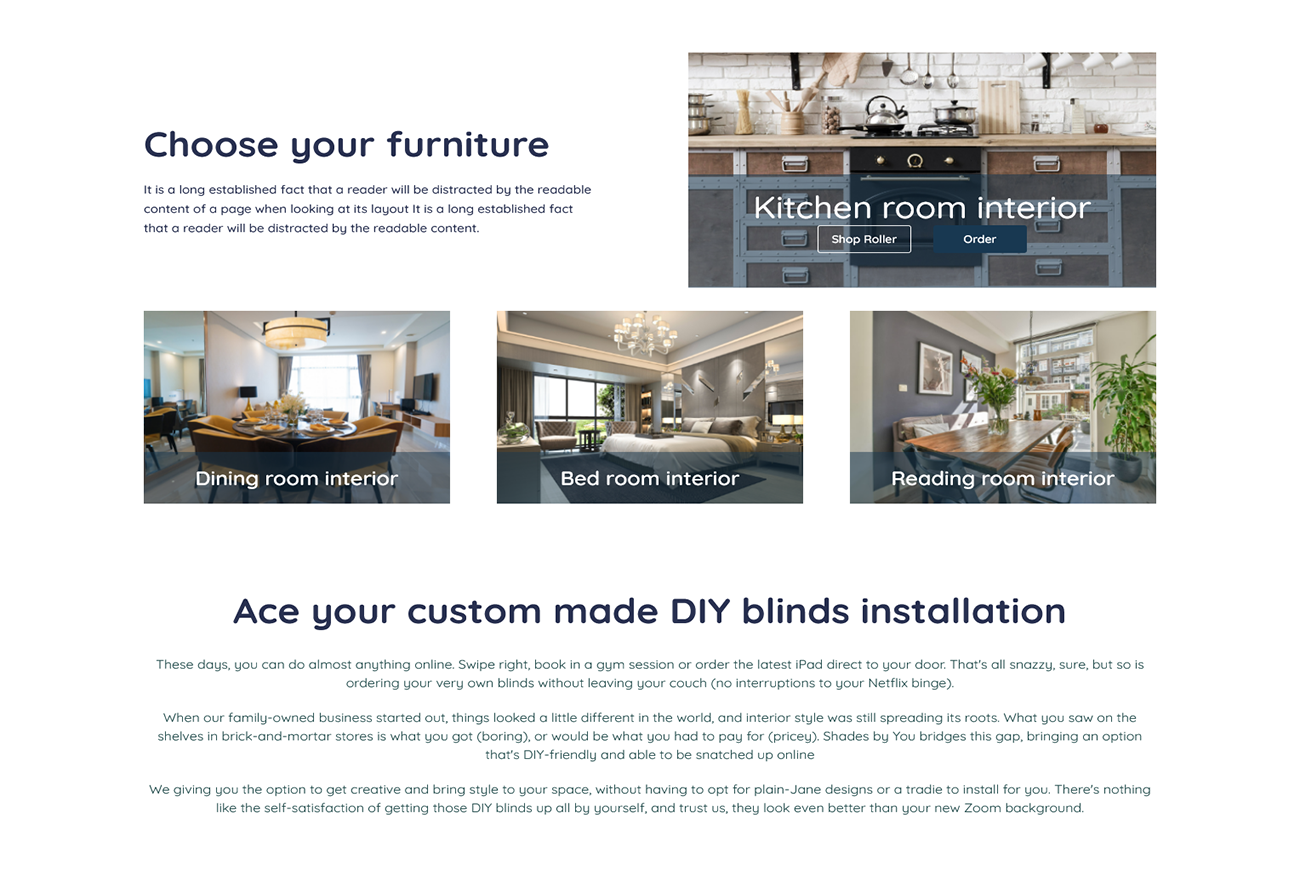 Choose your furniture
It is a long established fact that a reader will be distracted by the readable
content of a page when looking at its layout It is a long established fact
that a reader will be distracted by the readable content.
Kitchen room interior
Shop Roller
Order
Dining room interior
Bed room interior
Reading room interior
Ace your custom made DIY blinds installation
These days, you can do almost anything online. Swipe right, book in a gym session or order the latest iPad direct to your door. That's all snazzy, sure, but so is
ordering your very own blinds without leaving your couch (no interruptions to your Netflix binge).
When our family-owned business started out, things looked a little different in the world, and interior style was still spreading its roots. What you saw on the
shelves in brick-and-mortar stores is what you got (boring), or would be what you had to pay for (pricey). Shades by You bridges this gap, bringing an option
that's DIY-friendly and able to be snatched up online
We giving you the option to get creative and bring style to your space, without having to opt for plain-Jane designs or a tradie to install for you. There's nothing
like the self-satisfaction of getting those DIY blinds up all by yourself, and trust us, they look even better than your new Zoom background.